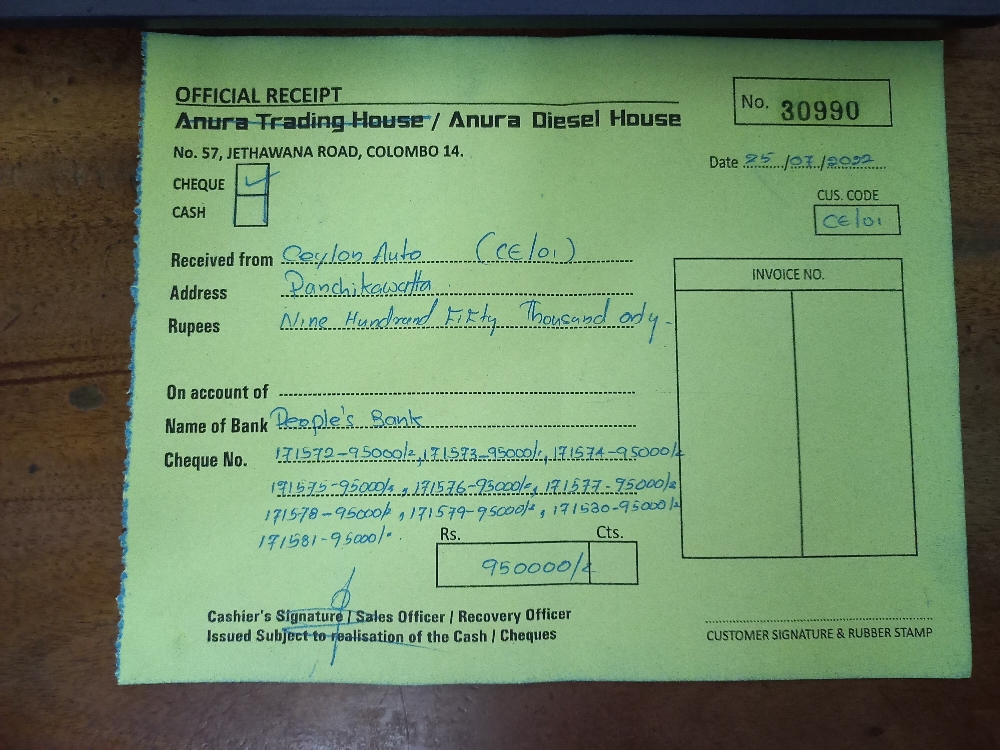 OFFICIAL RECEIPT
Anura Trading House / Anura Diesel House
No. 30990
No. 57, JETHAWANA ROAD, COLOMBO 14.
Date 25/07/2022
CHEQUE ✓
CASH
CUS. CODE
CE/01
Received from Ceylon Auto (CE/01)
Address Panchikawatta
Rupees Nine Hundrand Fifty Thousand only-
INVOICE NO.
On account of
Name of Bank People's Bank
Cheque No. 171572-95000/=, 171573-95000/=, 171574-95000/=
171575-95000/=, 171576-95000/=, 171577-95000/=
171578-95000/=, 171579-95000/=, 171580-95000/=
171581-95000/=
Rs. Cts.
950000/=
Cashier's Signature / Sales Officer / Recovery Officer
Issued Subject to realisation of the Cash / Cheques
CUSTOMER SIGNATURE & RUBBER STAMP